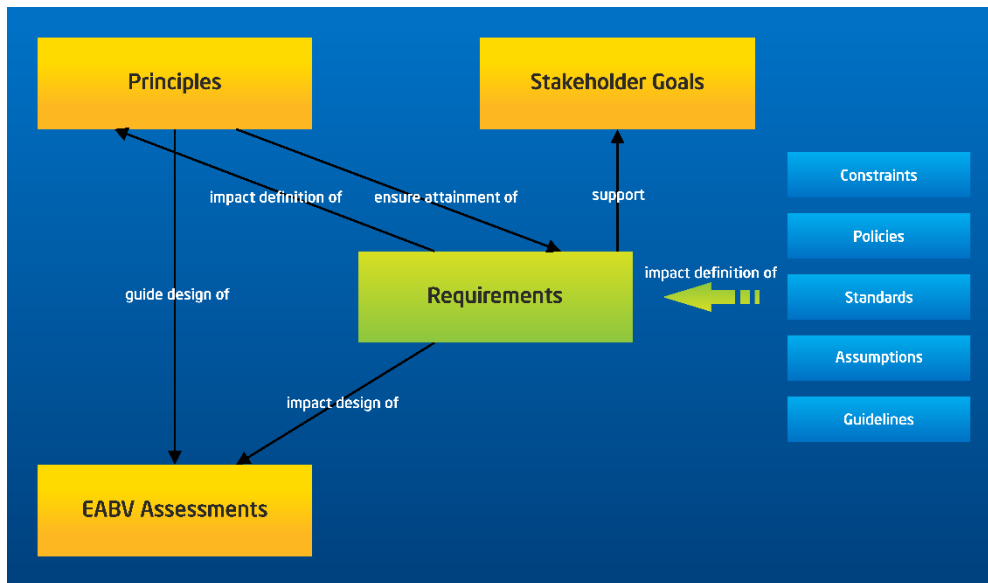 Principles
Stakeholder Goals
Constraints
impact definition of
ensure attainment of
support
Policies
impact definition of
Requirements
guide design of
Standards
Assumptions
impact design of
Guidelines
EABV Assessments